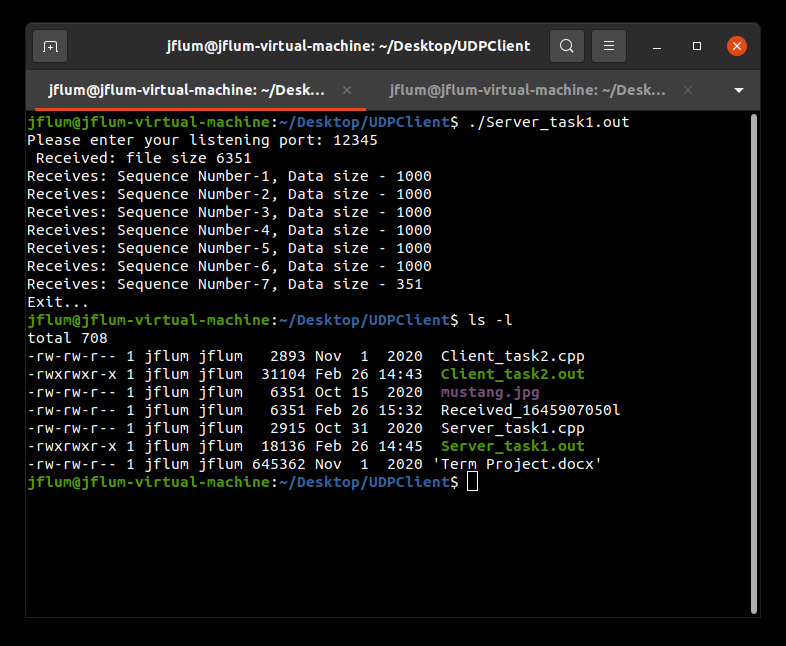 jflum@jflum-virtual-machine: ~/Desktop/UDPClient
jflum@jflum-virtual-machine: ~/Desk...
jflum@jflum-virtual-machine: ~/Desk...
jflum@jflum-virtual-machine:~/Desktop/UDPClient$ ./Server_task1.out
Please enter your listening port: 12345
 Received: file size 6351
Receives: Sequence Number-1, Data size - 1000
Receives: Sequence Number-2, Data size - 1000
Receives: Sequence Number-3, Data size - 1000
Receives: Sequence Number-4, Data size - 1000
Receives: Sequence Number-5, Data size - 1000
Receives: Sequence Number-6, Data size - 1000
Receives: Sequence Number-7, Data size - 351
Exit...
jflum@jflum-virtual-machine:~/Desktop/UDPClient$ ls -l
total 708
-rw-rw-r-- 1 jflum jflum   2893 Nov  1  2020  Client_task2.cpp
-rwxrwxr-x 1 jflum jflum  31104 Feb 26 14:43  Client_task2.out
-rw-rw-r-- 1 jflum jflum   6351 Oct 15  2020  mustang.jpg
-rw-rw-r-- 1 jflum jflum   6351 Feb 26 15:32  Received_1645907050l
-rw-rw-r-- 1 jflum jflum   2915 Oct 31  2020  Server_task1.cpp
-rwxrwxr-x 1 jflum jflum  18136 Feb 26 14:45  Server_task1.out
-rw-rw-r-- 1 jflum jflum 645362 Nov  1  2020 'Term Project.docx'
jflum@jflum-virtual-machine:~/Desktop/UDPClient$